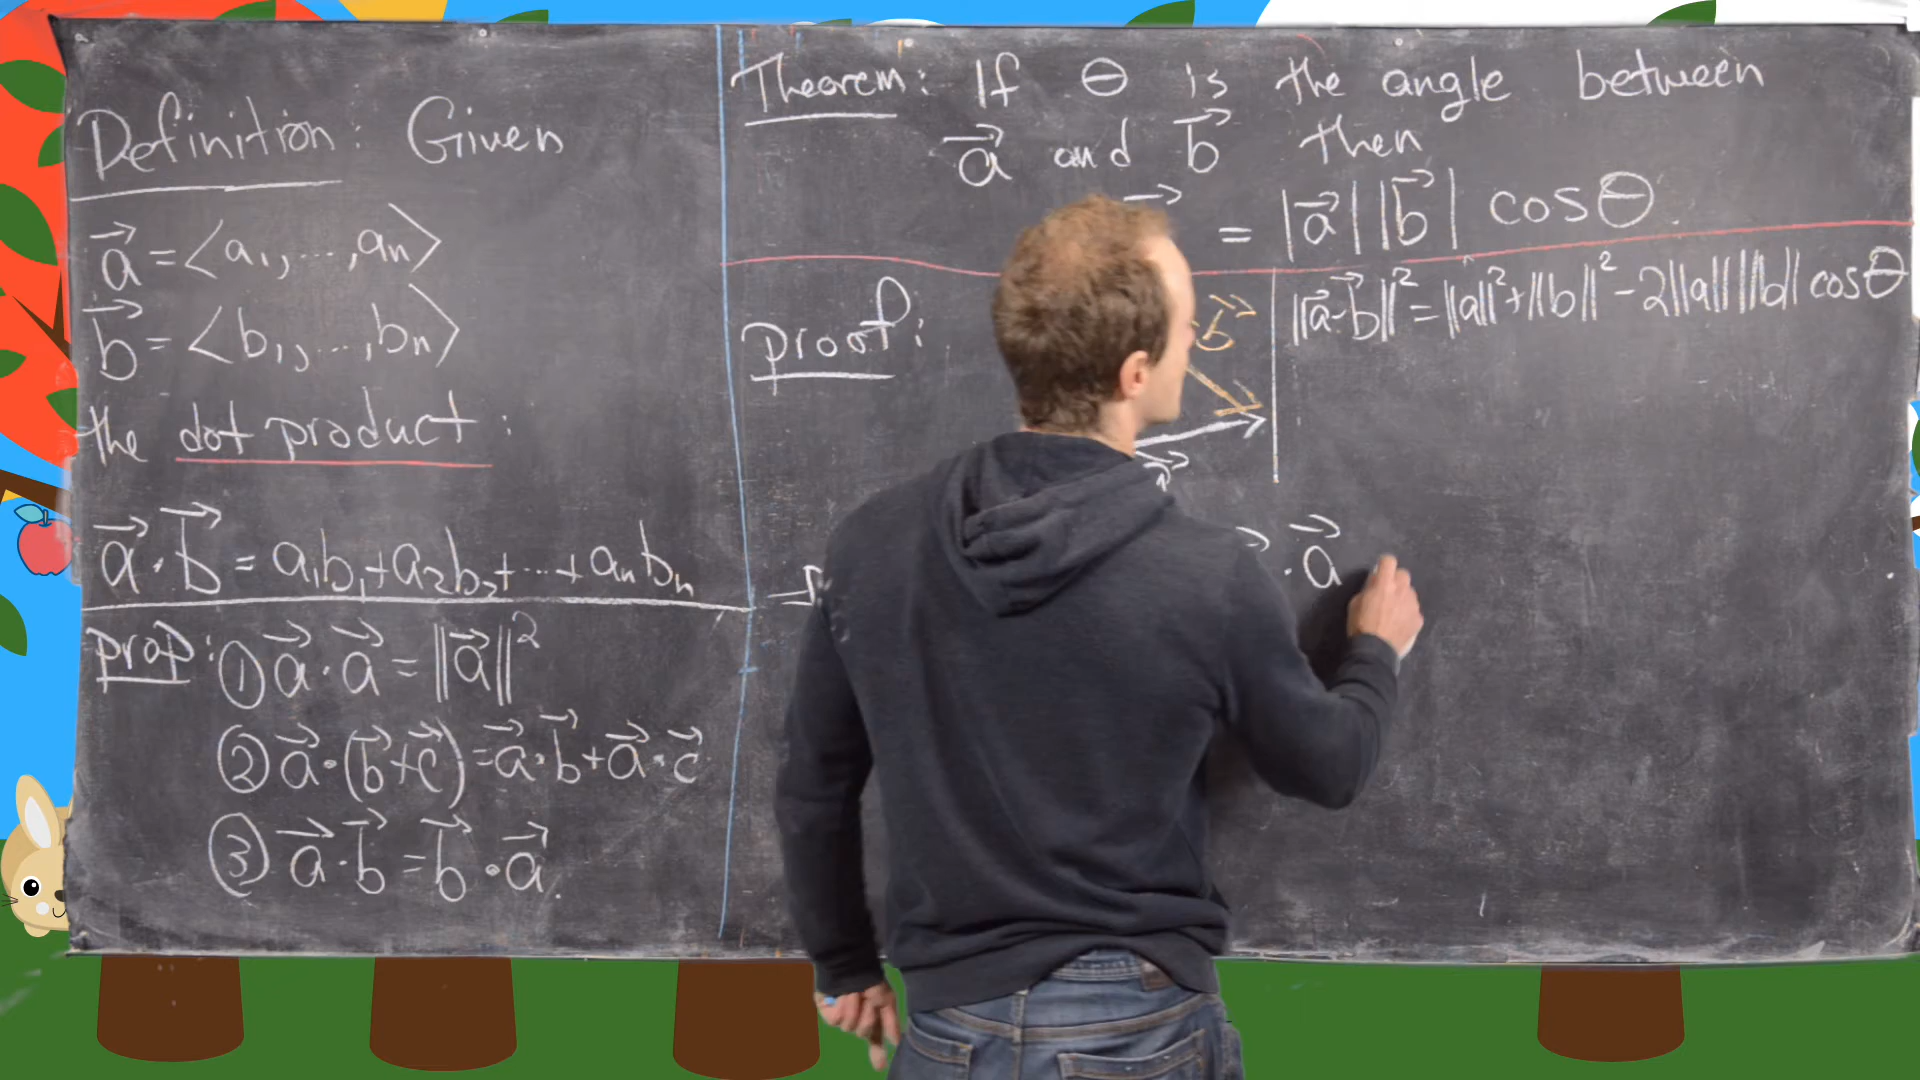 Definition: Given
a⃗ = <a₁, ..., aₙ>
b⃗ = <b₁, ..., bₙ>
the dot product:
a⃗ · b⃗ = a₁b₁ + a₂b₂ + ... + aₙbₙ
prop: ① a⃗ · a⃗ = ||a⃗||²
② a⃗ · (b⃗ + c⃗) = a⃗ · b⃗ + a⃗ · c⃗
③ a⃗ · b⃗ = b⃗ · a⃗.
Theorem: If θ is the angle between
a⃗ and b⃗ then
= |a⃗| |b⃗| cos θ.
proof:
b⃗
||a⃗ - b⃗||² = ||a||² + ||b||² - 2||a|| ||b|| cos θ
· a⃗